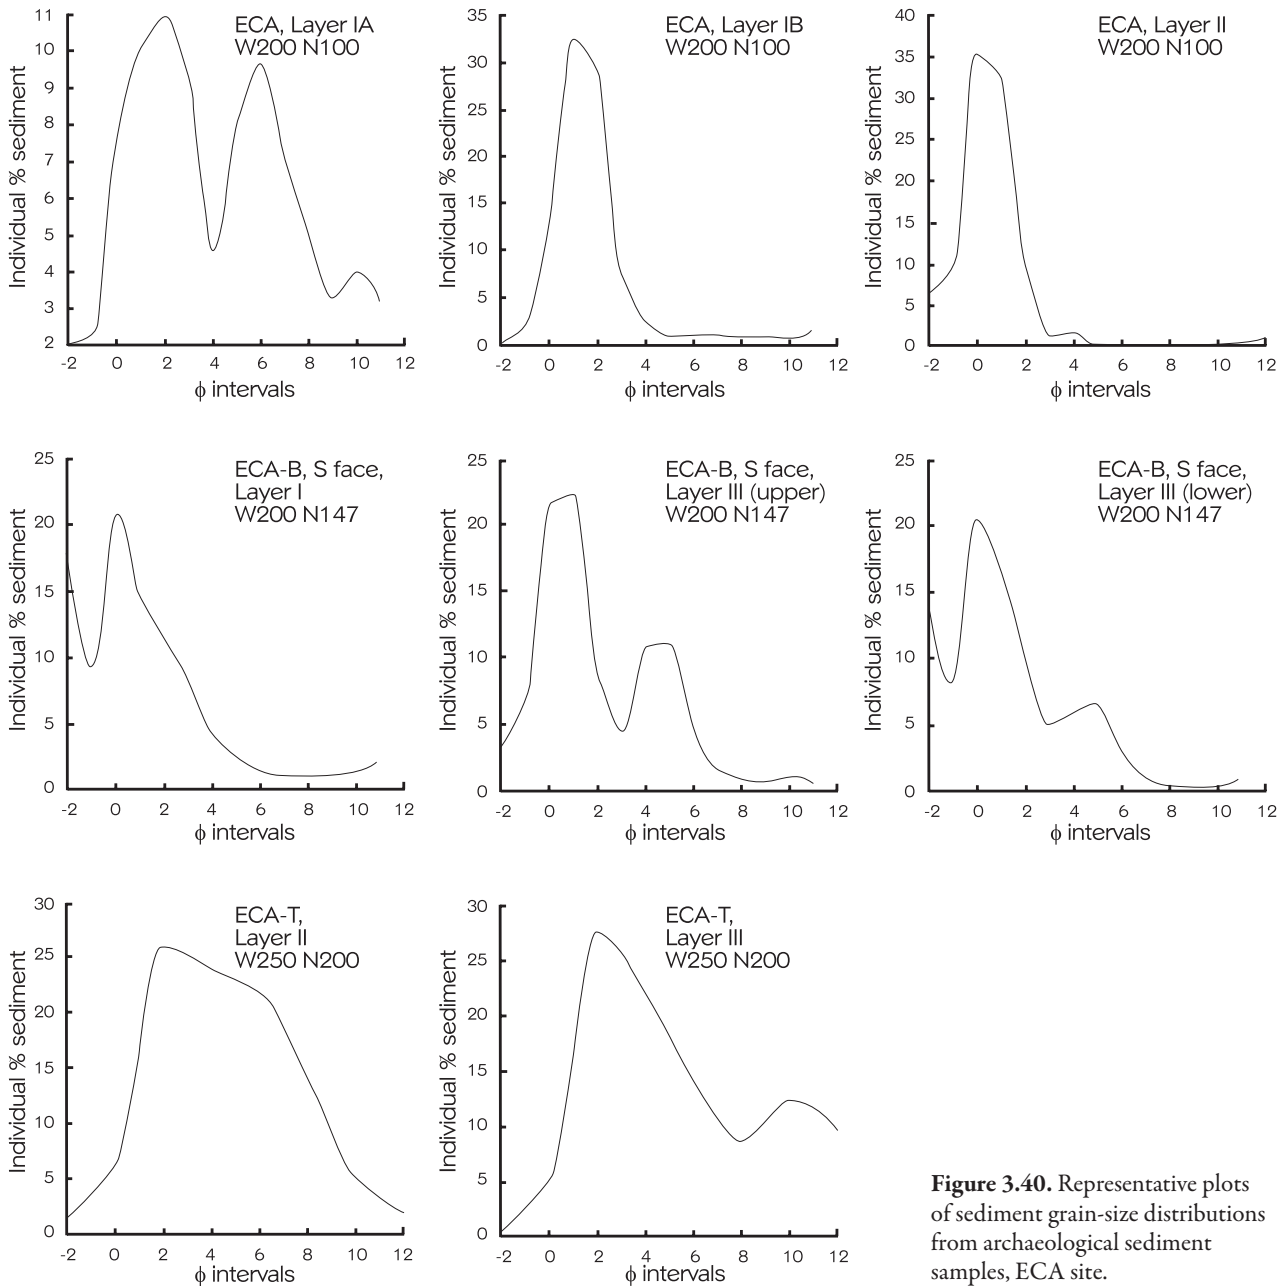 ECA, Layer IA
W200 N100
11
10
9
8
7
6
5
4
3
2
Individual % sediment
-2 0 2 4 6 8 10 12
ϕ intervals
ECA, Layer IB
W200 N100
35
30
25
20
15
10
5
0
Individual % sediment
-2 0 2 4 6 8 10 12
ϕ intervals
ECA, Layer II
W200 N100
40
35
30
25
20
15
10
5
0
Individual % sediment
-2 0 2 4 6 8 10 12
ϕ intervals
ECA-B, S face,
Layer I
W200 N147
25
20
15
10
5
0
Individual % sediment
-2 0 2 4 6 8 10 12
ϕ intervals
ECA-B, S face,
Layer III (upper)
W200 N147
25
20
15
10
5
0
Individual % sediment
-2 0 2 4 6 8 10 12
ϕ intervals
ECA-B, S face,
Layer III (lower)
W200 N147
25
20
15
10
5
0
Individual % sediment
-2 0 2 4 6 8 10 12
ϕ intervals
ECA-T,
Layer II
W250 N200
30
25
20
15
10
5
0
Individual % sediment
-2 0 2 4 6 8 10 12
ϕ intervals
ECA-T,
Layer III
W250 N200
30
25
20
15
10
5
0
Individual % sediment
-2 0 2 4 6 8 10 12
ϕ intervals
Figure 3.40. Representative plots
of sediment grain-size distributions
from archaeological sediment
samples, ECA site.